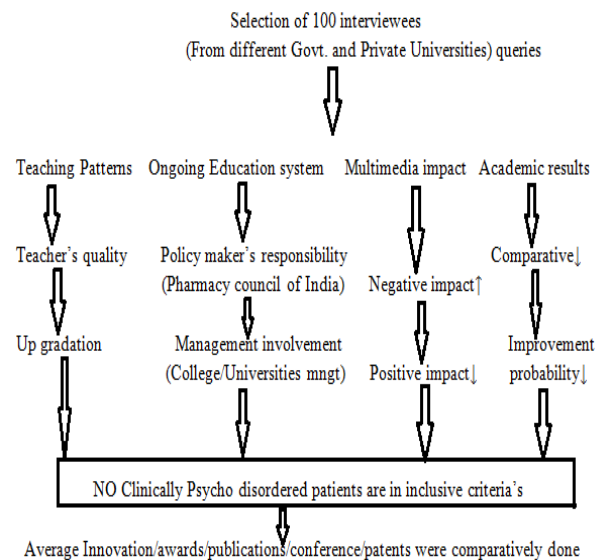 Selection of 100 interviewees
(From different Govt. and Private Universities) queries
Teaching Patterns Ongoing Education system Multimedia impact Academic results
Teacher's quality Policy maker's responsibility Comparative↓
(Pharmacy council of India) Negative impact↑
Up gradation Management involvement Improvement
(College/Universities mngt) Positive impact↓ probability↓
NO Clinically Psycho disordered patients are in inclusive criteria's
Average Innovation/awards/publications/conference/patents were comparatively done